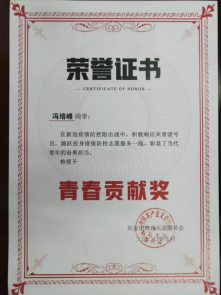 荣誉证书
CERTIFICATE OF HONOR
冯培峰 同学：
在新冠疫情防控阻击战中，积极响应共青团号
召，踊跃投身疫情防控志愿服务一线，彰显了当代
青年的奋勇担当。
特授予
青春贡献奖